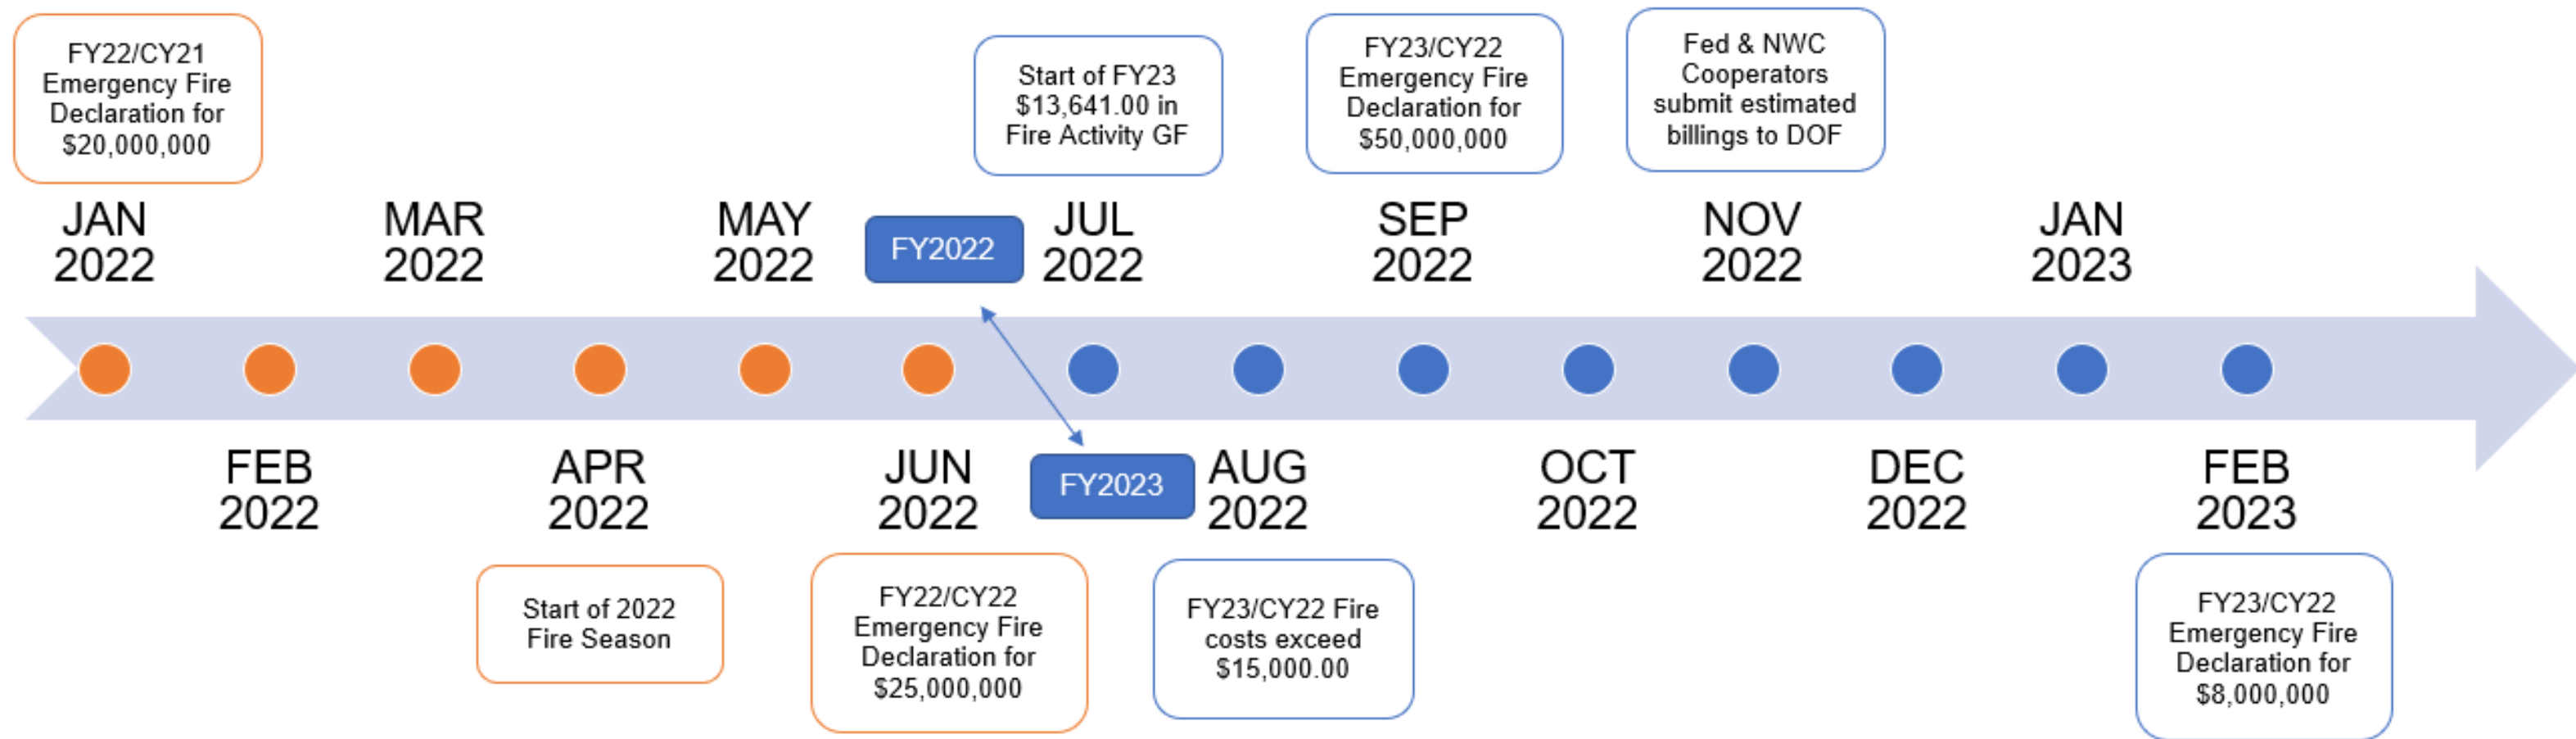 FY22/CY21
Emergency Fire
Declaration for
$20,000,000
Start of FY23
$13,641.00 in
Fire Activity GF
FY23/CY22
Emergency Fire
Declaration for
$50,000,000
Fed & NWC
Cooperators
submit estimated
billings to DOF
JAN
2022
MAR
2022
MAY
2022
FY2022
JUL
2022
SEP
2022
NOV
2022
JAN
2023
FEB
2022
APR
2022
JUN
2022
FY2023
AUG
2022
OCT
2022
DEC
2022
FEB
2023
Start of 2022
Fire Season
FY22/CY22
Emergency Fire
Declaration for
$25,000,000
FY23/CY22 Fire
costs exceed
$15,000.00
FY23/CY22
Emergency Fire
Declaration for
$8,000,000